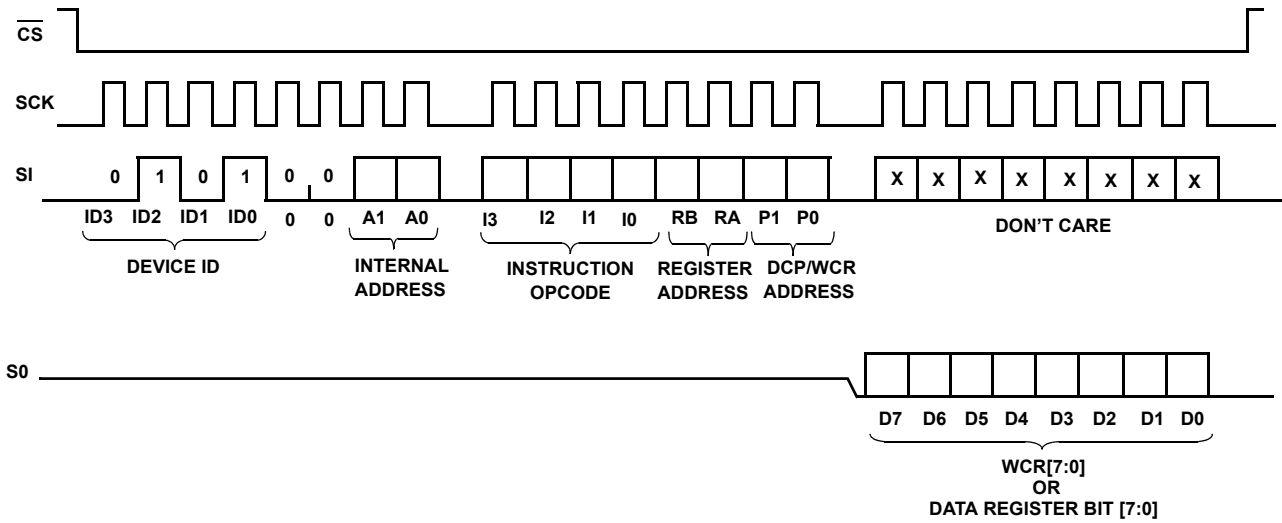 CS
SCK
SI
0 1 0 1 0 0
X X X X X X X X
ID3 ID2 ID1 ID0 0 0 A1 A0 I3 I2 I1 I0 RB RA P1 P0
DON'T CARE
DEVICE ID
INTERNAL
ADDRESS
INSTRUCTION
OPCODE
REGISTER
ADDRESS
DCP/WCR
ADDRESS
S0
D7 D6 D5 D4 D3 D2 D1 D0
WCR[7:0]
OR
DATA REGISTER BIT [7:0]